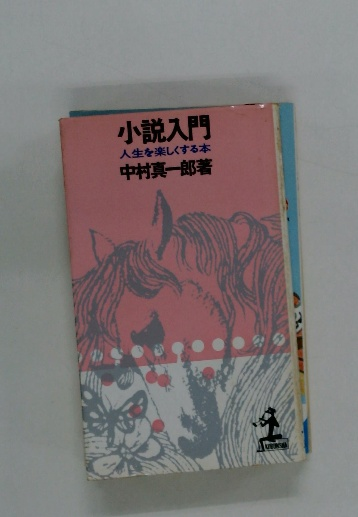 小説入門
人生を楽しくする本
中村真一郎著